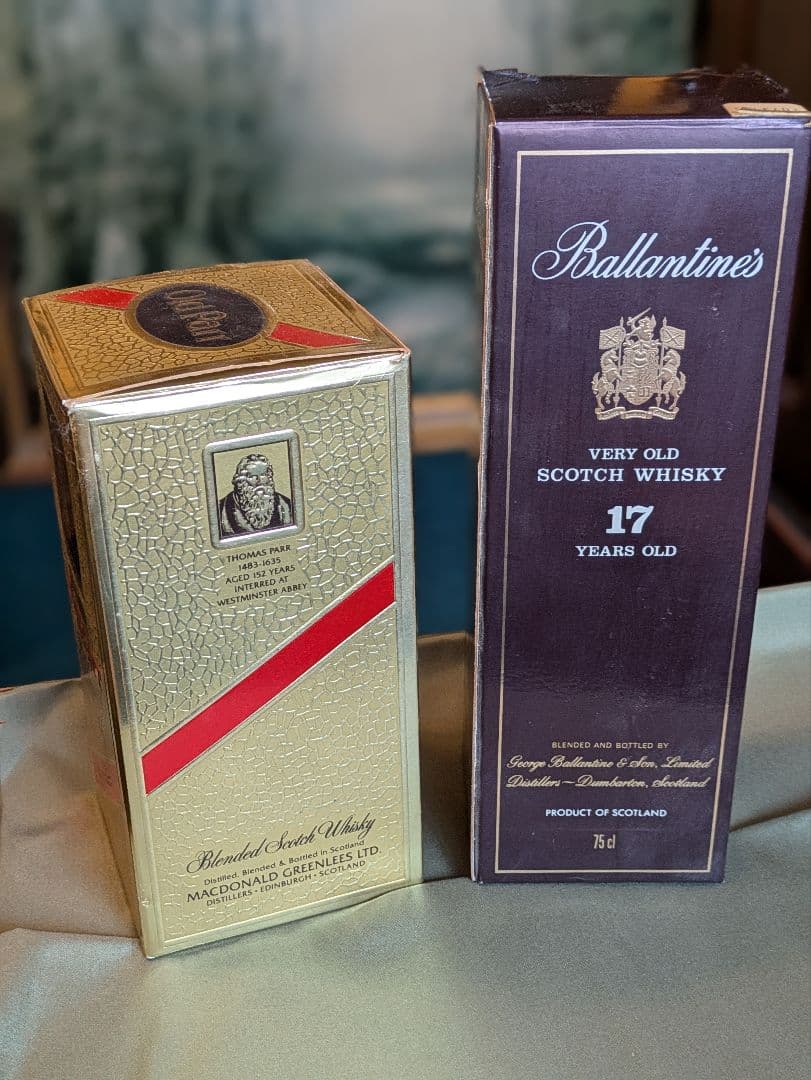 Old Parr
THOMAS PARR
1483-1635
AGED 152 YEARS
INTERRED AT
WESTMINSTER ABBEY
Blended Scotch Whisky
Distilled, Blended & Bottled in Scotland
MACDONALD GREENLEES LTD.
DISTILLERS • EDINBURGH • SCOTLAND
Ballantine's
VERY OLD
SCOTCH WHISKY
17
YEARS OLD
BLENDED AND BOTTLED BY
George Ballantine & Son, Limited
Distillers — Dumbarton, Scotland
PRODUCT OF SCOTLAND
75 cl